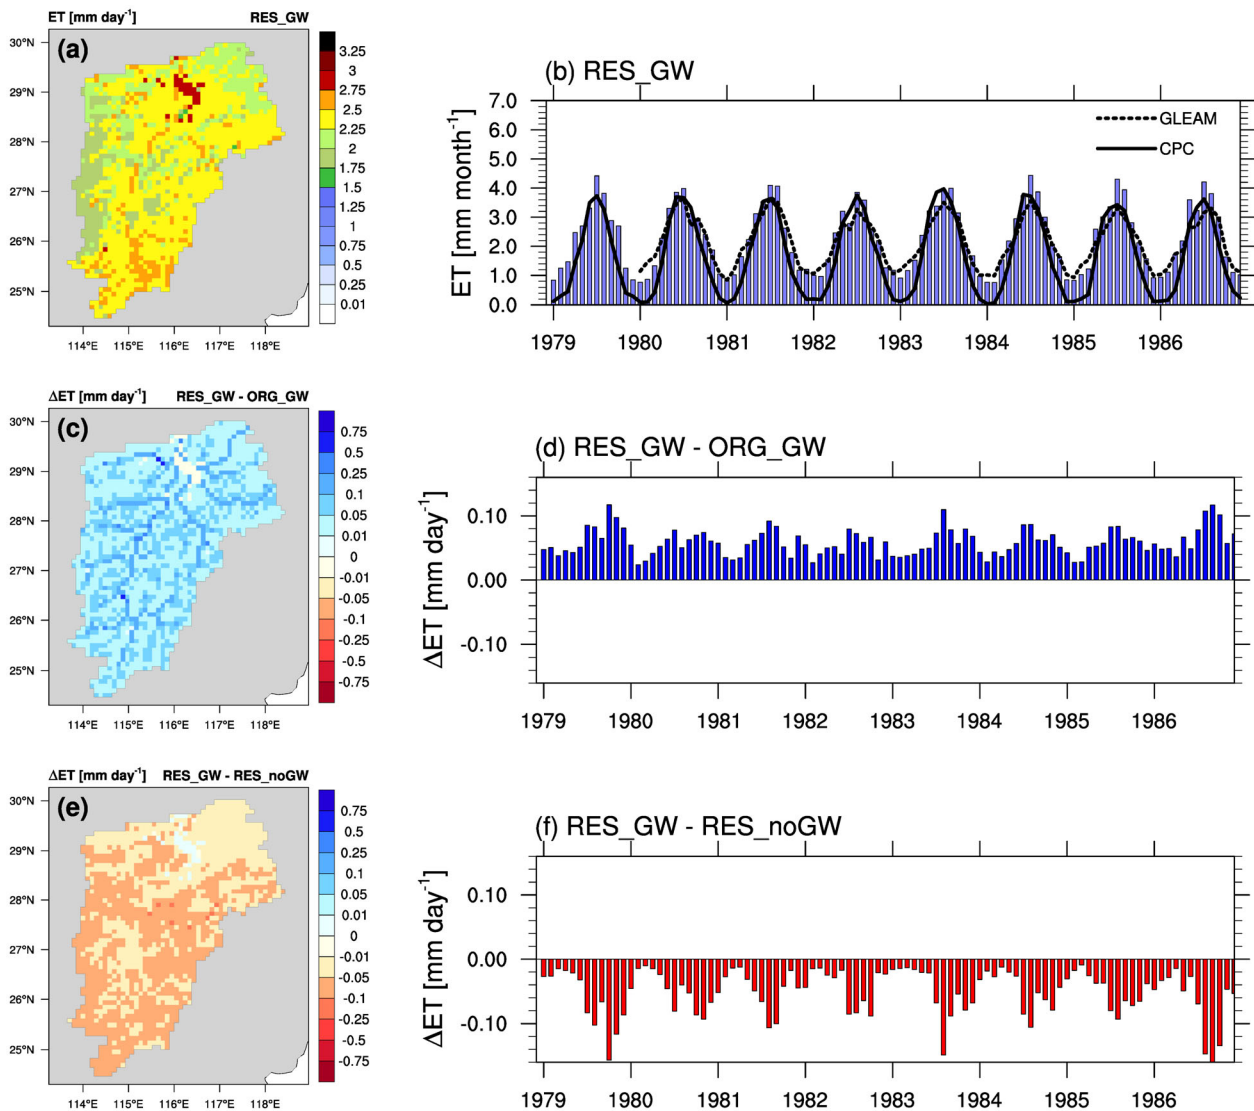 ET [mm day⁻¹] RES_GW
(a)
30°N
29°N
28°N
27°N
26°N
25°N
114°E 115°E 116°E 117°E 118°E
3.25
3
2.75
2.5
2.25
2
1.75
1.5
1.25
1
0.75
0.5
0.25
0.01
(b) RES_GW
ET [mm month⁻¹]
7.0
6.0
5.0
4.0
3.0
2.0
1.0
0.0
GLEAM
CPC
1979 1980 1981 1982 1983 1984 1985 1986
ΔET [mm day⁻¹] RES_GW - ORG_GW
(c)
30°N
29°N
28°N
27°N
26°N
25°N
114°E 115°E 116°E 117°E 118°E
0.75
0.5
0.25
0.1
0.05
0.01
0
-0.01
-0.05
-0.1
-0.25
-0.5
-0.75
(d) RES_GW - ORG_GW
ΔET [mm day⁻¹]
0.10
0.00
-0.10
1979 1980 1981 1982 1983 1984 1985 1986
ΔET [mm day⁻¹] RES_GW - RES_noGW
(e)
30°N
29°N
28°N
27°N
26°N
25°N
114°E 115°E 116°E 117°E 118°E
0.75
0.5
0.25
0.1
0.05
0.01
0
-0.01
-0.05
-0.1
-0.25
-0.5
-0.75
(f) RES_GW - RES_noGW
ΔET [mm day⁻¹]
0.10
0.00
-0.10
1979 1980 1981 1982 1983 1984 1985 1986